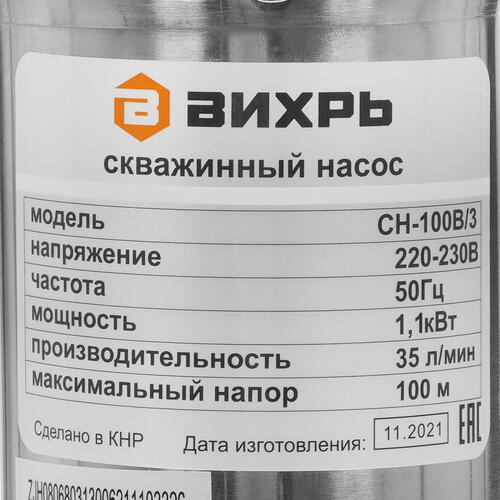 ВИХРЬ
скважинный насос
модель СН-100В/3
напряжение 220-230В
частота 50Гц
мощность 1,1кВт
производительность 35 л/мин
максимальный напор 100 м
Сделано в КНР Дата изготовления: 11.2021 ЕАС